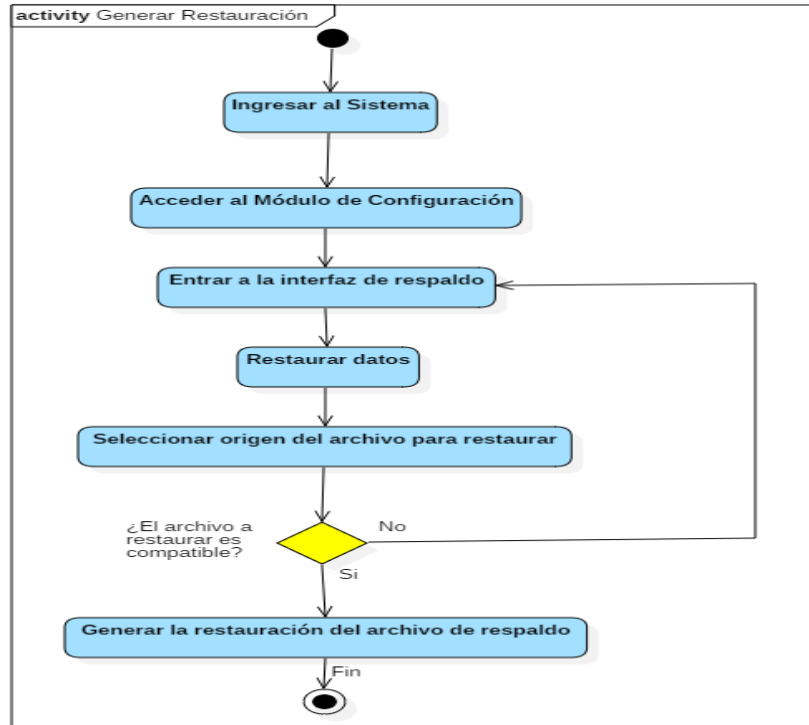 activity Generar Restauración
Ingresar al Sistema
Acceder al Módulo de Configuración
Entrar a la interfaz de respaldo
Restaurar datos
Seleccionar origen del archivo para restaurar
¿El archivo a
restaurar es
compatible?
No
Si
Generar la restauración del archivo de respaldo
Fin